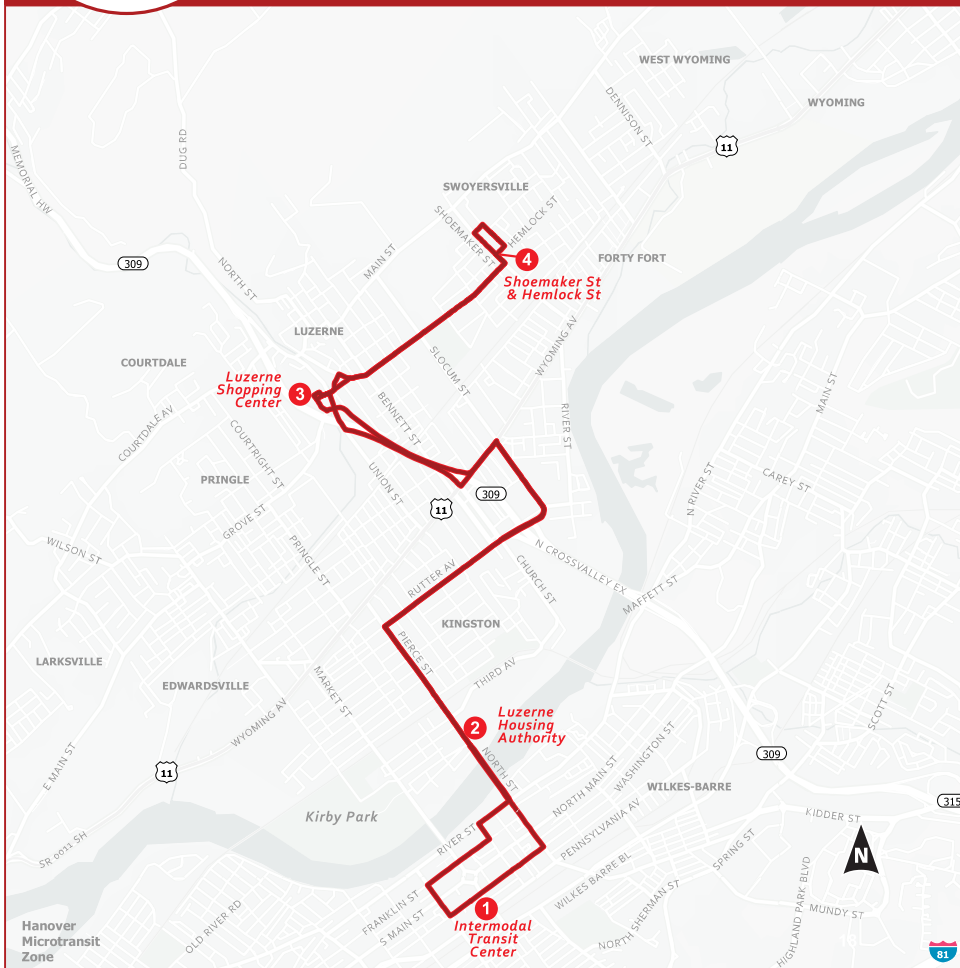 WEST WYOMING
WYOMING
DENNISON ST
11
DUG RD
MEMORIAL HW
SWOYERSVILLE
SHOEMAKER ST
HEMLOCK ST
4
Shoemaker St
& Hemlock St
FORTY FORT
309
NORTH ST
MAIN ST
LUZERNE
COURTDALE
WYOMING AV
SLOCUM ST
Luzerne
Shopping
Center
3
MAIN ST
BENNETT ST
RIVER ST
COURTDALE AV
COURTRIGHT ST
PRINGLE
UNION ST
CAREY ST
N RIVER ST
309
11
GROVE ST
WILSON ST
PRINGLE ST
N CROSSVALLEY EX
RUTTER AV
CHURCH ST
MAFFETT ST
KINGSTON
PIERCE ST
LARKSVILLE
THIRD AV
EDWARDSVILLE
MARKET ST
SCOTT ST
WYOMING AV
2
Luzerne
Housing
Authority
E MAIN ST
NORTH ST
WASHINGTON ST
309
11
NORTH MAIN ST
WILKES-BARRE
315
Kirby Park
KIDDER ST
RIVER ST
PENNSYLVANIA AV
SPRING ST
SR 0011 SH
N
WILKES BARRE BL
FRANKLIN ST
S MAIN ST
1
Intermodal
Transit
Center
NORTH SHERMAN ST
HIGHLAND PARK BLVD
MUNDY ST
OLD RIVER RD
Hanover
Microtransit
Zone
81